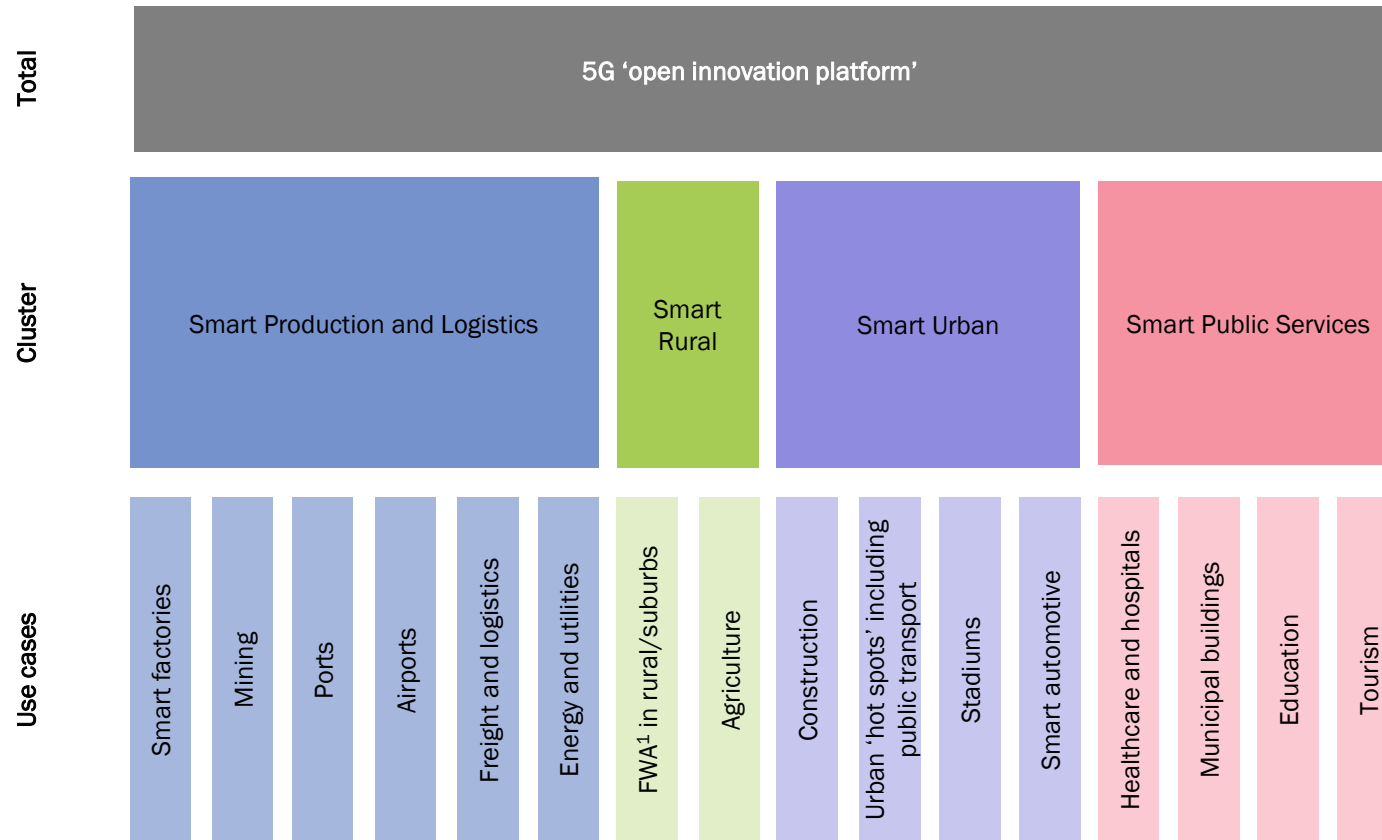 Total
5G ‘open innovation platform’
Cluster
Smart Production and Logistics
Smart
Rural
Smart Urban
Smart Public Services
Use cases
Smart factories
Mining
Ports
Airports
Freight and logistics
Energy and utilities
FWA¹ in rural/suburbs
Agriculture
Construction
Urban ‘hot spots’ including
public transport
Stadiums
Smart automotive
Healthcare and hospitals
Municipal buildings
Education
Tourism